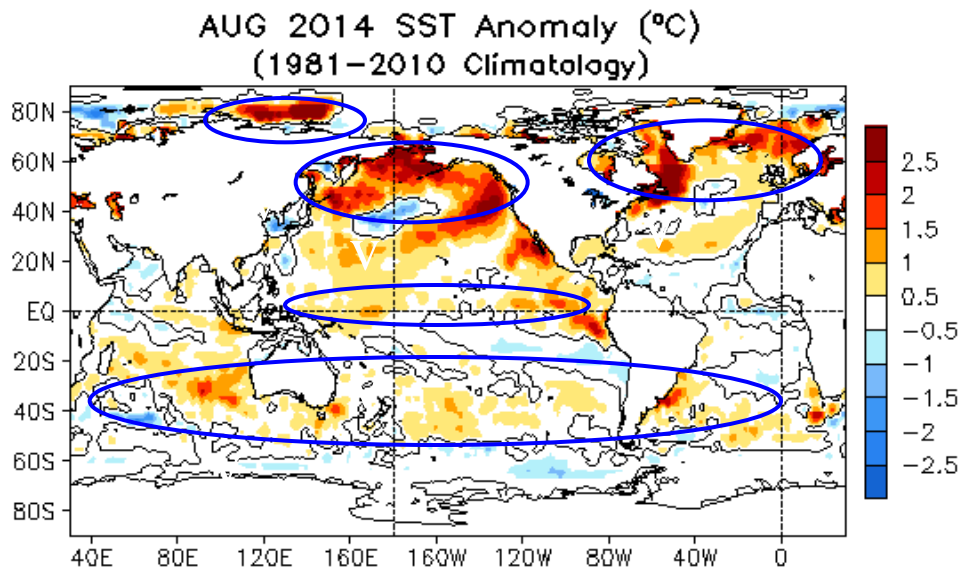 AUG 2014 SST Anomaly (°C)
(1981–2010 Climatology)
80N
60N
40N
20N
EQ
20S
40S
60S
80S
40E 80E 120E 160E 160W 120W 80W 40W 0
2.5
2
1.5
1
0.5
−0.5
−1
−1.5
−2
−2.5